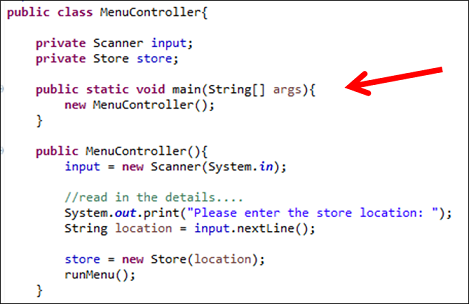 public class MenuController{
private Scanner input;
private Store store;
public static void main(String[] args){
new MenuController();
}
public MenuController(){
input = new Scanner(System.in);
//read in the details....
System.out.print("Please enter the store location: ");
String location = input.nextLine();
store = new Store(location);
runMenu();
}